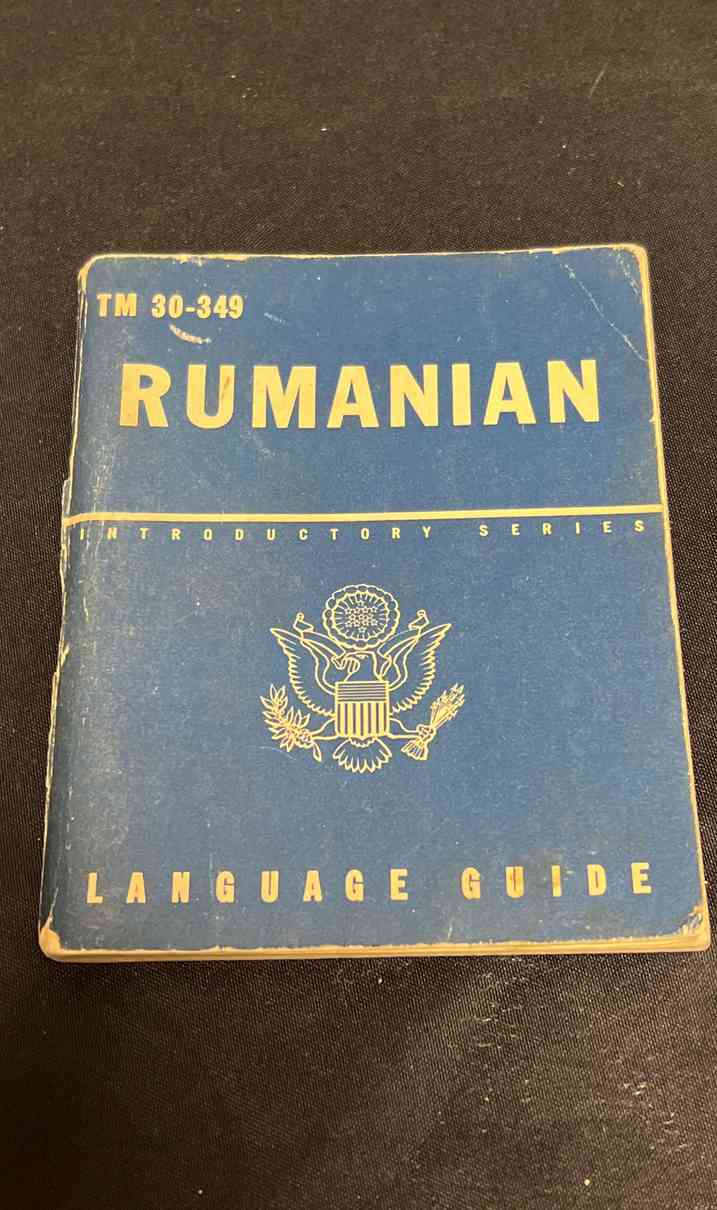 TM 30-349
RUMANIAN
INTRODUCTORY SERIES
LANGUAGE GUIDE